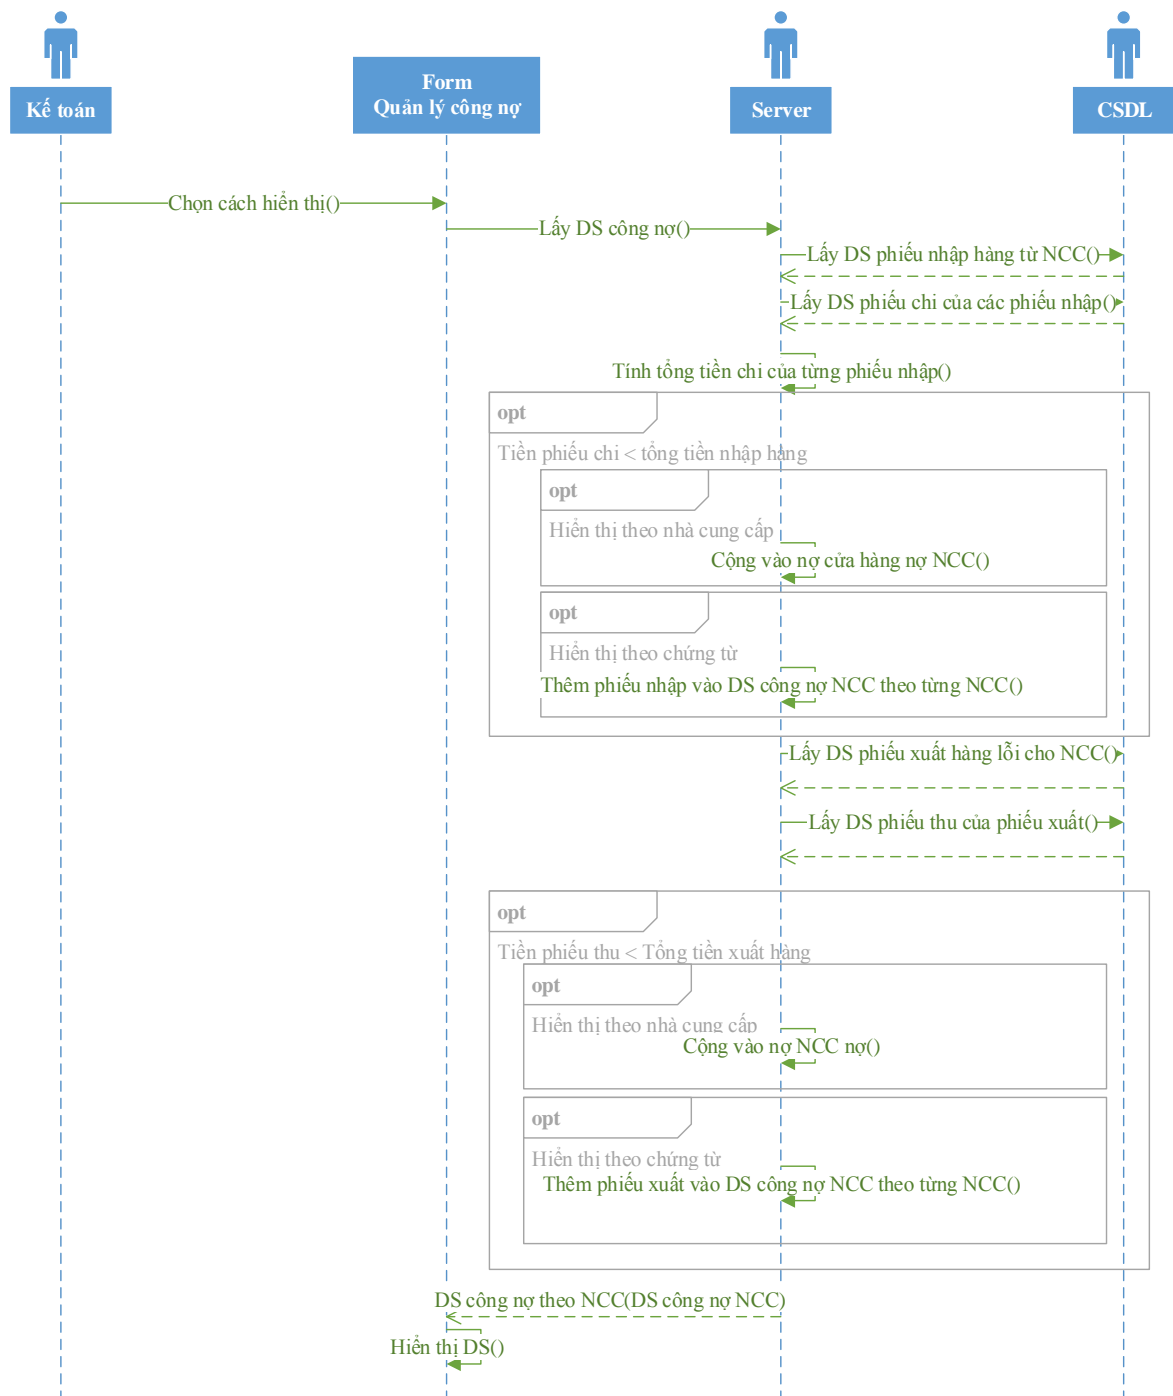 Kế toán
Form
Quản lý công nợ
Server
CSDL
Chọn cách hiển thị()
Lấy DS công nợ()
Lấy DS phiếu nhập hàng từ NCC()
Lấy DS phiếu chi của các phiếu nhập()
Tính tổng tiền chi của từng phiếu nhập()
opt
Tiền phiếu chi < tổng tiền nhập hàng
opt
Hiển thị theo nhà cung cấp
Cộng vào nợ cửa hàng nợ NCC()
opt
Hiển thị theo chứng từ
Thêm phiếu nhập vào DS công nợ NCC theo từng NCC()
Lấy DS phiếu xuất hàng lỗi cho NCC()
Lấy DS phiếu thu của phiếu xuất()
opt
Tiền phiếu thu < Tổng tiền xuất hàng
opt
Hiển thị theo nhà cung cấp
Cộng vào nợ NCC nợ()
opt
Hiển thị theo chứng từ
Thêm phiếu xuất vào DS công nợ NCC theo từng NCC()
DS công nợ theo NCC(DS công nợ NCC)
Hiển thị DS()